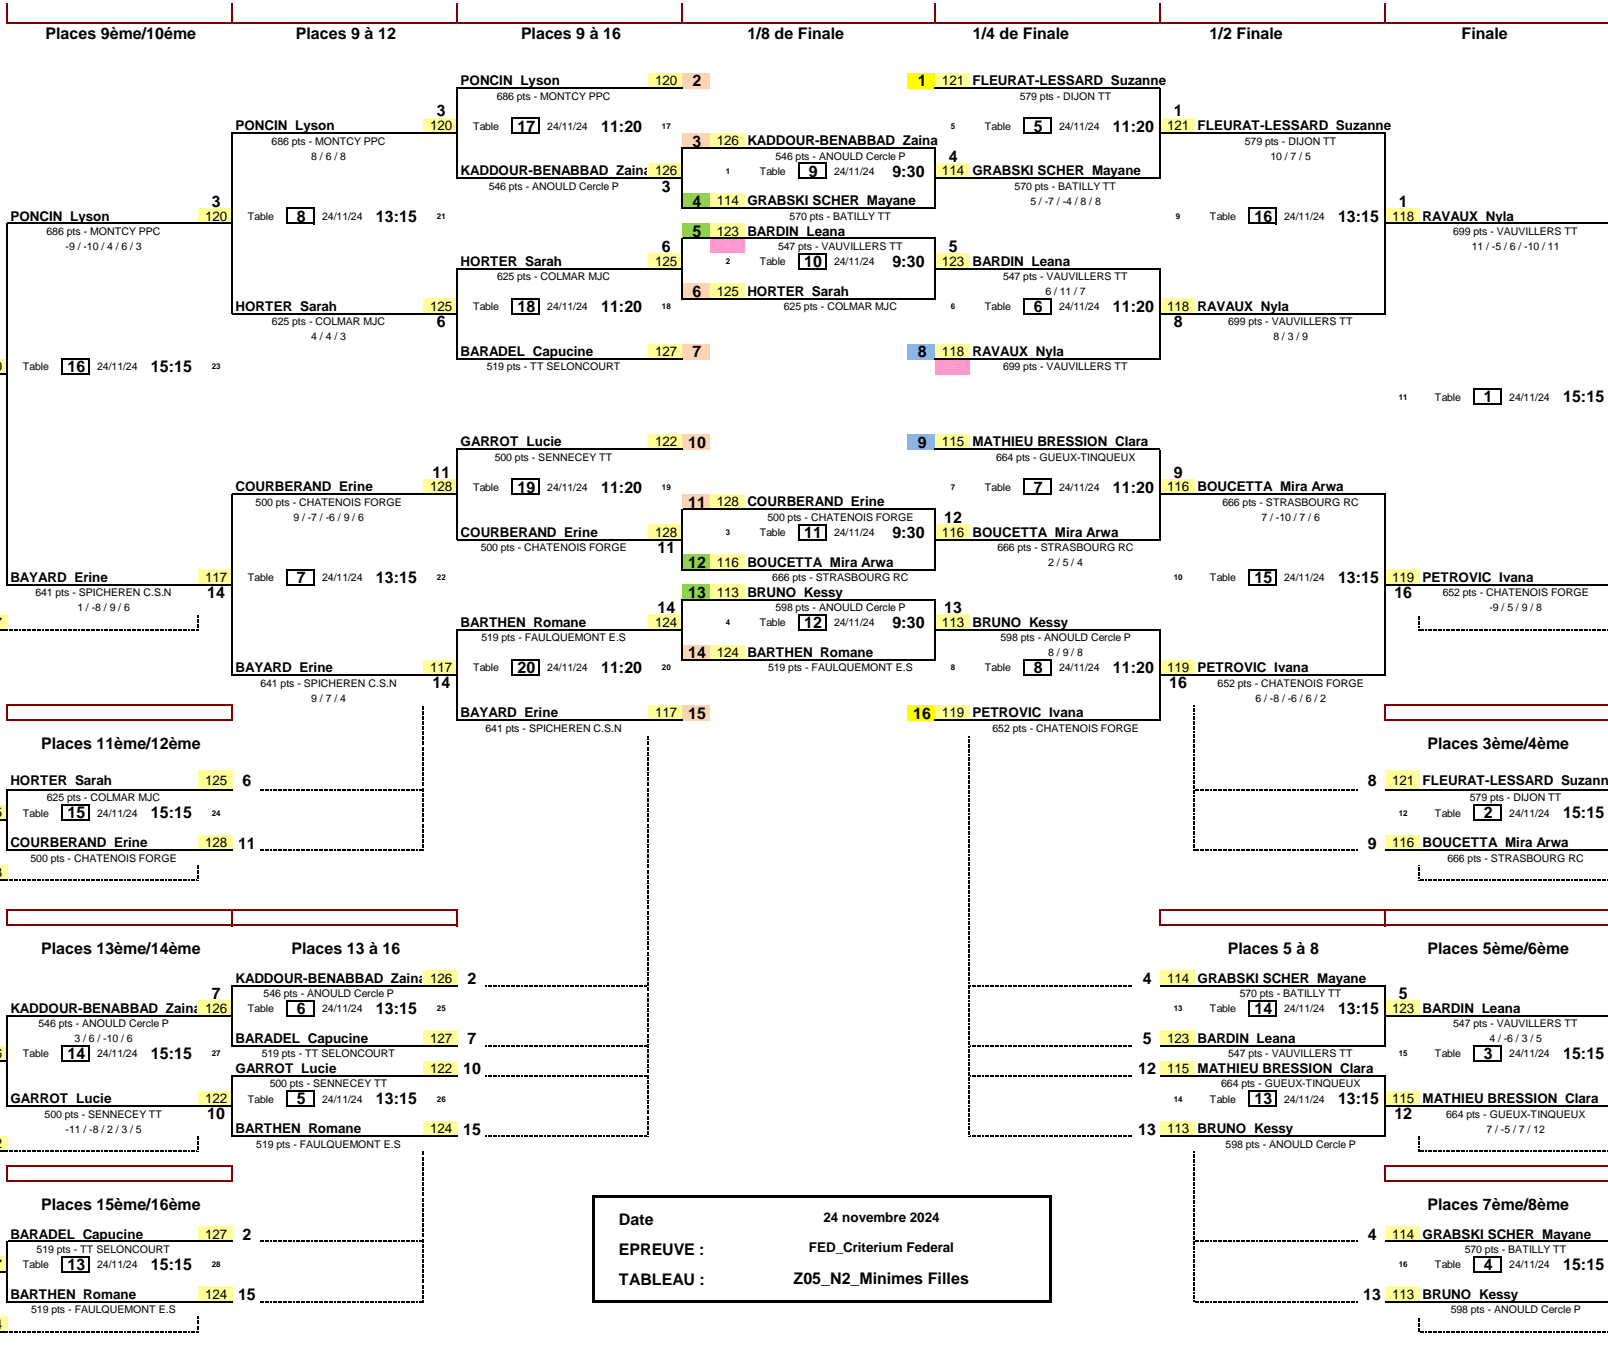 Places 9ème/10éme Places 9 à 12 Places 9 à 16 1/8 de Finale 1/4 de Finale 1/2 Finale Finale
PONCIN Lyson 120 2 1 121 FLEURAT-LESSARD Suzanne
686 pts - MONTCY PPC 579 pts - DIJON TT
3 1
PONCIN Lyson 120 Table 17 24/11/24 11:20 17 5 Table 5 24/11/24 11:20 121 FLEURAT-LESSARD Suzanne
686 pts - MONTCY PPC 3 126 KADDOUR-BENABBAD Zaina 579 pts - DIJON TT
8 / 6 / 8 546 pts - ANOULD Cercle P 4 10 / 7 / 5
KADDOUR-BENABBAD Zaina 126 1 Table 9 24/11/24 9:30 114 GRABSKI SCHER Mayane
546 pts - ANOULD Cercle P 3 570 pts - BATILLY TT
3 4 114 GRABSKI SCHER Mayane 5 / -7 / -4 / 8 / 8 1
PONCIN Lyson 120 Table 8 24/11/24 13:15 21 570 pts - BATILLY TT 9 Table 16 24/11/24 13:15 118 RAVAUX Nyla
686 pts - MONTCY PPC 5 123 BARDIN Leana 699 pts - VAUVILLERS TT
-9 / -10 / 4 / 6 / 3 6 547 pts - VAUVILLERS TT 5 11 / -5 / 6 / -10 / 11
HORTER Sarah 125 2 Table 10 24/11/24 9:30 123 BARDIN Leana
625 pts - COLMAR MJC 547 pts - VAUVILLERS TT
6 125 HORTER Sarah 6 / 11 / 7
HORTER Sarah 125 Table 18 24/11/24 11:20 18 625 pts - COLMAR MJC 6 Table 6 24/11/24 11:20 118 RAVAUX Nyla
625 pts - COLMAR MJC 6 8 699 pts - VAUVILLERS TT
4 / 4 / 3 8 / 3 / 9
BARADEL Capucine 127 7 8 118 RAVAUX Nyla
Table 16 24/11/24 15:15 23 519 pts - TT SELONCOURT 699 pts - VAUVILLERS TT
11 Table 1 24/11/24 15:15
GARROT Lucie 122 10 9 115 MATHIEU BRESSION Clara
500 pts - SENNECEY TT 664 pts - GUEUX-TINQUEUX
11 9
COURBERAND Erine 128 Table 19 24/11/24 11:20 19 7 Table 7 24/11/24 11:20 116 BOUCETTA Mira Arwa
500 pts - CHATENOIS FORGE 11 128 COURBERAND Erine 666 pts - STRASBOURG RC
9 / -7 / -6 / 9 / 6 500 pts - CHATENOIS FORGE 12 7 / -10 / 7 / 6
COURBERAND Erine 128 3 Table 11 24/11/24 9:30 116 BOUCETTA Mira Arwa
500 pts - CHATENOIS FORGE 11 666 pts - STRASBOURG RC
12 116 BOUCETTA Mira Arwa 2 / 5 / 4
BAYARD Erine 117 Table 7 24/11/24 13:15 22 666 pts - STRASBOURG RC 10 Table 15 24/11/24 13:15 119 PETROVIC Ivana
641 pts - SPICHEREN C.S.N 14 13 113 BRUNO Kessy 16 652 pts - CHATENOIS FORGE
1 / -8 / 9 / 6 14 598 pts - ANOULD Cercle P 13 -9 / 5 / 9 / 8
BARTHEN Romane 124 4 Table 12 24/11/24 9:30 113 BRUNO Kessy
519 pts - FAULQUEMONT E.S 598 pts - ANOULD Cercle P
14 124 BARTHEN Romane 8 / 9 / 8
BAYARD Erine 117 Table 20 24/11/24 11:20 20 519 pts - FAULQUEMONT E.S 8 Table 8 24/11/24 11:20 119 PETROVIC Ivana
641 pts - SPICHEREN C.S.N 14 16 652 pts - CHATENOIS FORGE
9 / 7 / 4 6 / -8 / -6 / 6 / 2
BAYARD Erine 117 15 16 119 PETROVIC Ivana
641 pts - SPICHEREN C.S.N 652 pts - CHATENOIS FORGE
Places 11ème/12ème Places 3ème/4ème
HORTER Sarah 125 6 8 121 FLEURAT-LESSARD Suzann
625 pts - COLMAR MJC 579 pts - DIJON TT
Table 15 24/11/24 15:15 24 12 Table 2 24/11/24 15:15
COURBERAND Erine 128 11 9 116 BOUCETTA Mira Arwa
500 pts - CHATENOIS FORGE 666 pts - STRASBOURG RC
Places 13ème/14ème Places 13 à 16 Places 5 à 8 Places 5ème/6ème
KADDOUR-BENABBAD Zaina 126 2 4 114 GRABSKI SCHER Mayane
7 546 pts - ANOULD Cercle P 570 pts - BATILLY TT 5
KADDOUR-BENABBAD Zaina 126 Table 6 24/11/24 13:15 25 13 Table 14 24/11/24 13:15 123 BARDIN Leana
546 pts - ANOULD Cercle P 547 pts - VAUVILLERS TT
3 / 6 / -10 / 6 BARADEL Capucine 127 7 5 123 BARDIN Leana 4 / -6 / 3 / 5
Table 14 24/11/24 15:15 27 519 pts - TT SELONCOURT 547 pts - VAUVILLERS TT 15 Table 3 24/11/24 15:15
GARROT Lucie 122 10 12 115 MATHIEU BRESSION Clara
500 pts - SENNECEY TT 664 pts - GUEUX-TINQUEUX
GARROT Lucie 122 Table 5 24/11/24 13:15 26 14 Table 13 24/11/24 13:15 115 MATHIEU BRESSION Clara
500 pts - SENNECEY TT 10 12 664 pts - GUEUX-TINQUEUX
-11 / -8 / 2 / 3 / 5 BARTHEN Romane 124 15 13 113 BRUNO Kessy 7 / -5 / 7 / 12
519 pts - FAULQUEMONT E.S 598 pts - ANOULD Cercle P
Places 15ème/16ème Places 7ème/8ème
BARADEL Capucine 127 2 4 114 GRABSKI SCHER Mayane
519 pts - TT SELONCOURT 570 pts - BATILLY TT
Table 13 24/11/24 15:15 28 16 Table 4 24/11/24 15:15
BARTHEN Romane 124 15 13 113 BRUNO Kessy
519 pts - FAULQUEMONT E.S 598 pts - ANOULD Cercle P
Date 24 novembre 2024
EPREUVE : FED_Criterium Federal
TABLEAU : Z05_N2_Minimes Filles